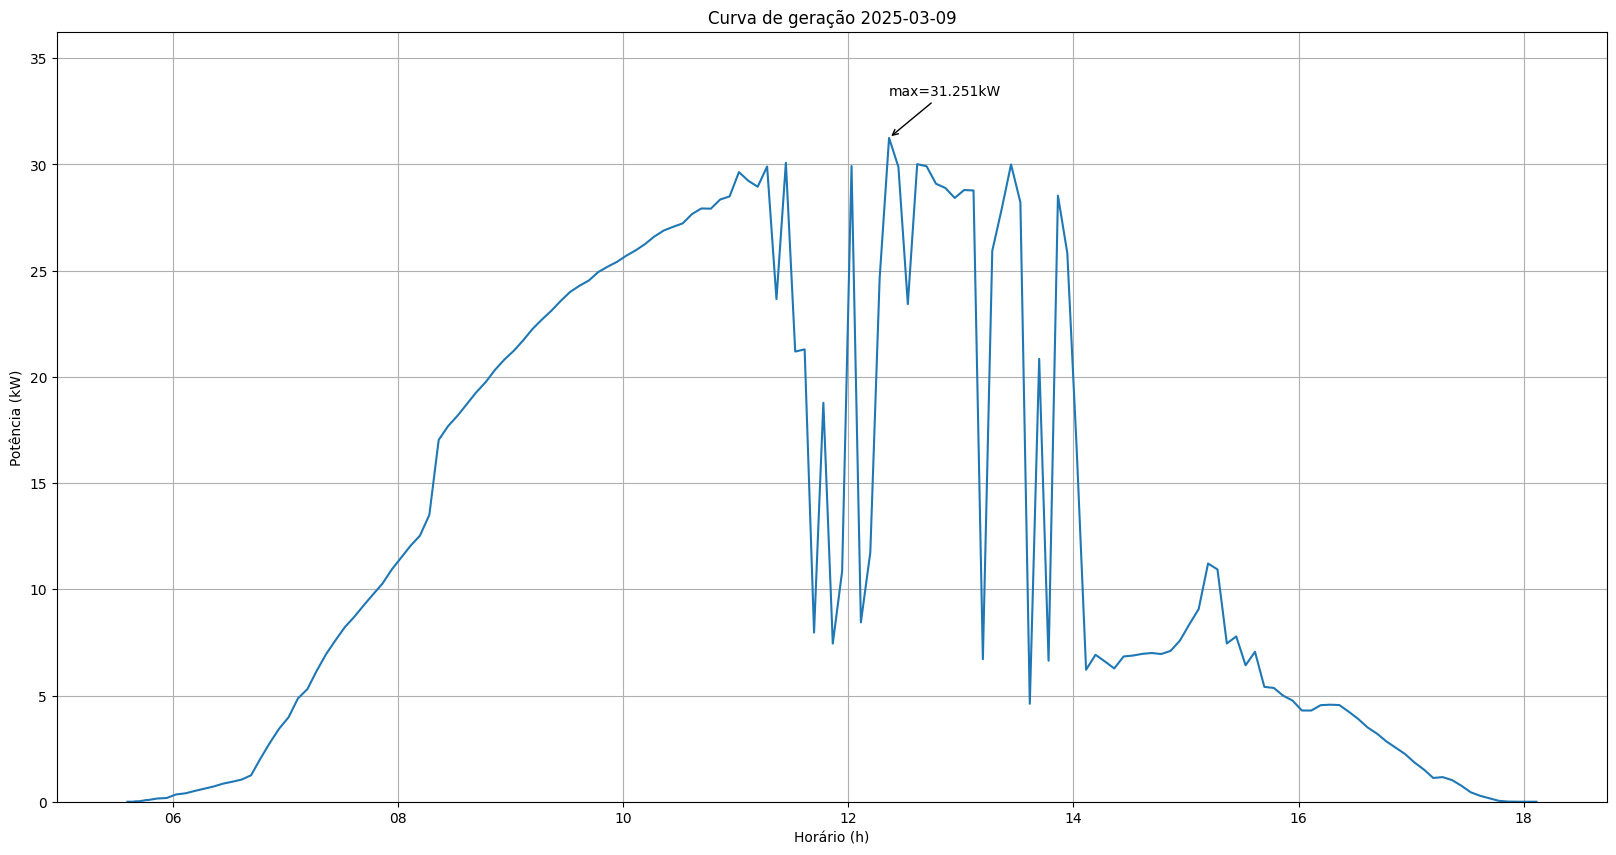 Curva de geração 2025-03-09
max=31.251kW
35
30
25
20
15
10
5
0
Potência (kW)
06 08 10 12 14 16 18
Horário (h)